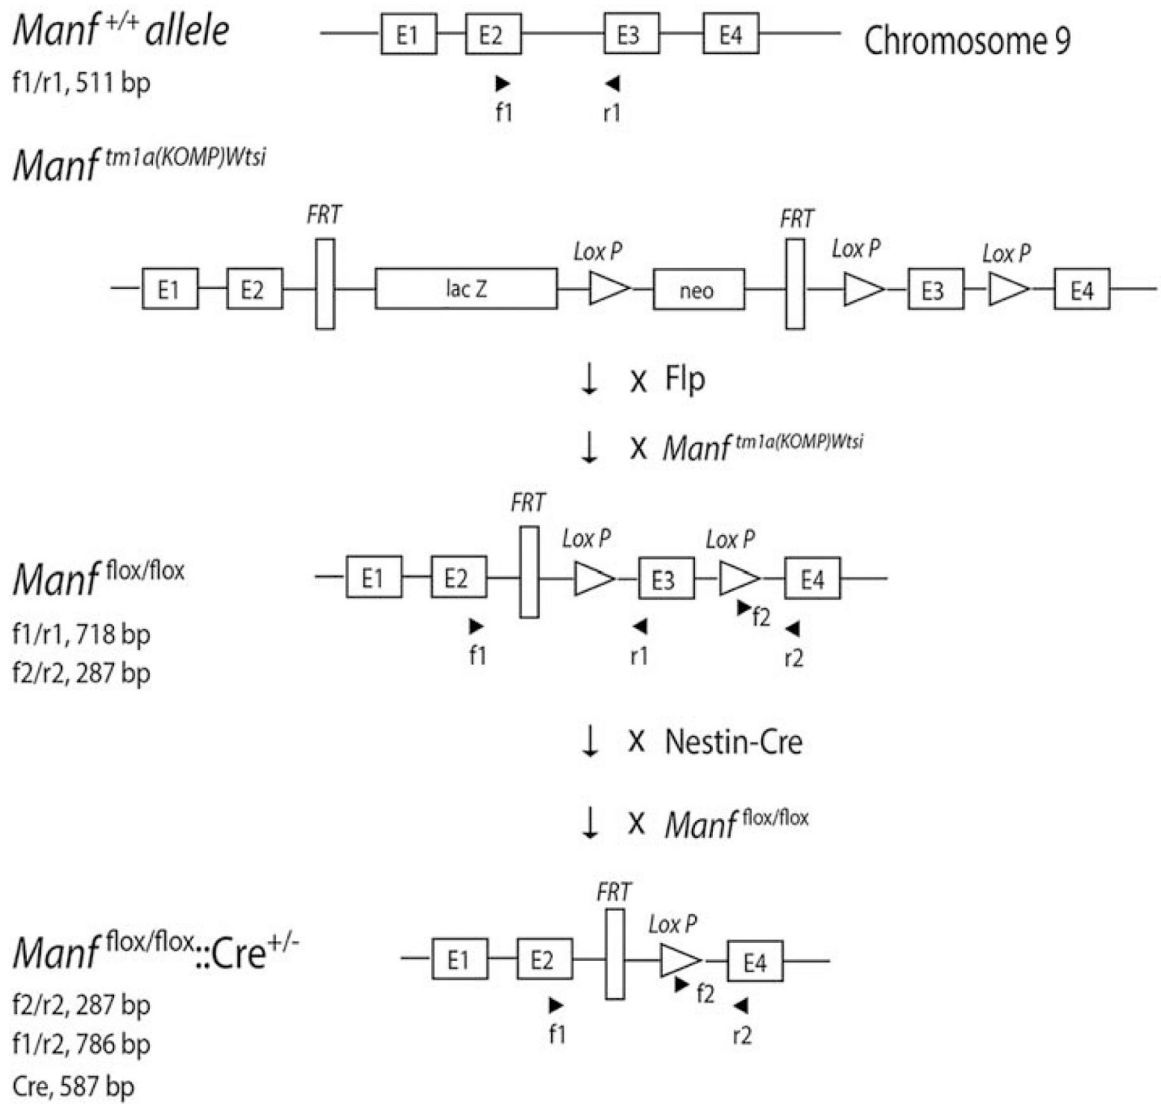 Manf +/+ allele
E1 E2 E3 E4
Chromosome 9
f1/r1, 511 bp
f1 r1
Manf tm1a(KOMP)Wtsi
FRT FRT
Lox P Lox P Lox P
E1 E2 lac Z neo E3 E4
↓ x Flp
↓ x Manf tm1a(KOMP)Wtsi
FRT
Lox P Lox P
Manf flox/flox
E1 E2 E3 E4
f1/r1, 718 bp
f1 r1 f2 r2
f2/r2, 287 bp
↓ x Nestin-Cre
↓ x Manf flox/flox
FRT
Lox P
Manf flox/flox::Cre+/-
E1 E2 E4
f2/r2, 287 bp
f1 f2 r2
f1/r2, 786 bp
Cre, 587 bp